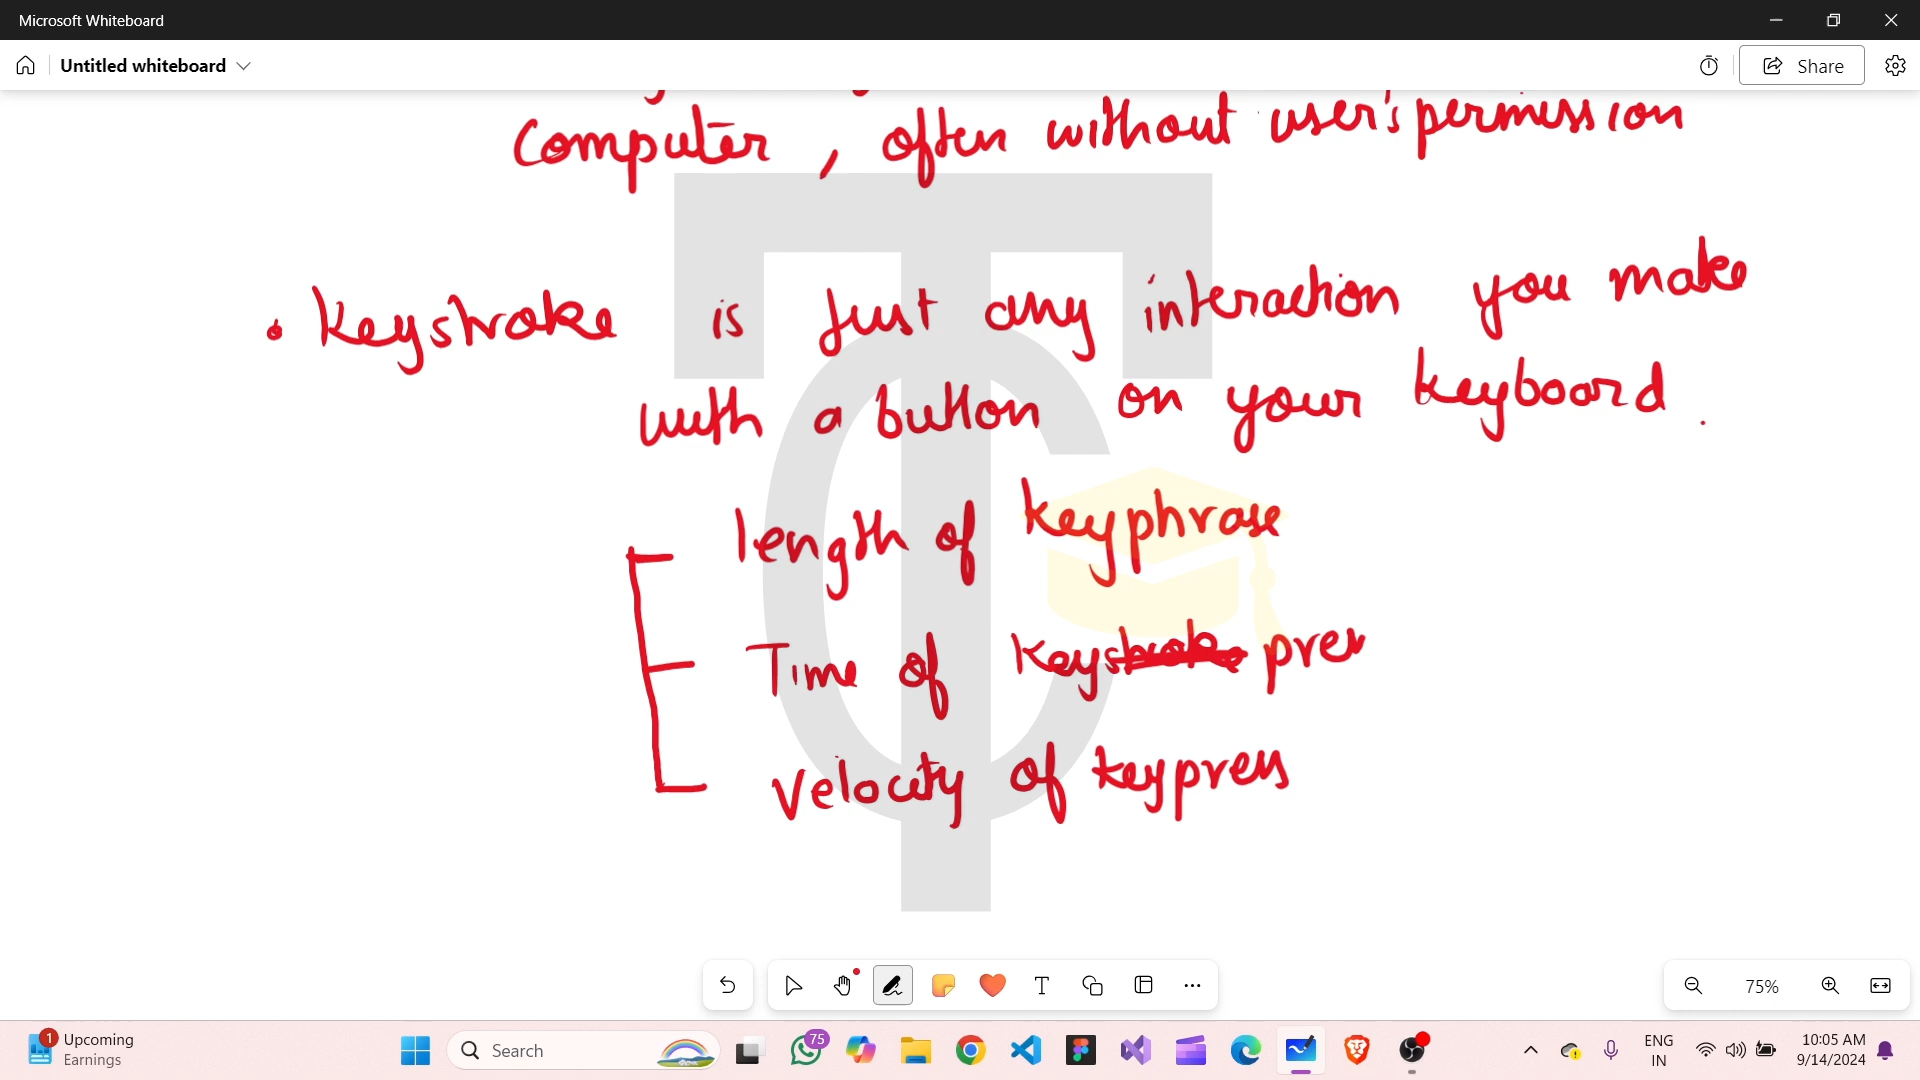 Microsoft Whiteboard
Untitled whiteboard
Share
Computer, often without user's permission
• Keystroke is just any interaction you make
with a button on your keyboard.
length of keyphrase
Time of keystroke press
Velocity of keypress
75%
1
Upcoming
Earnings
Search
75
ENG
IN
10:05 AM
9/14/2024